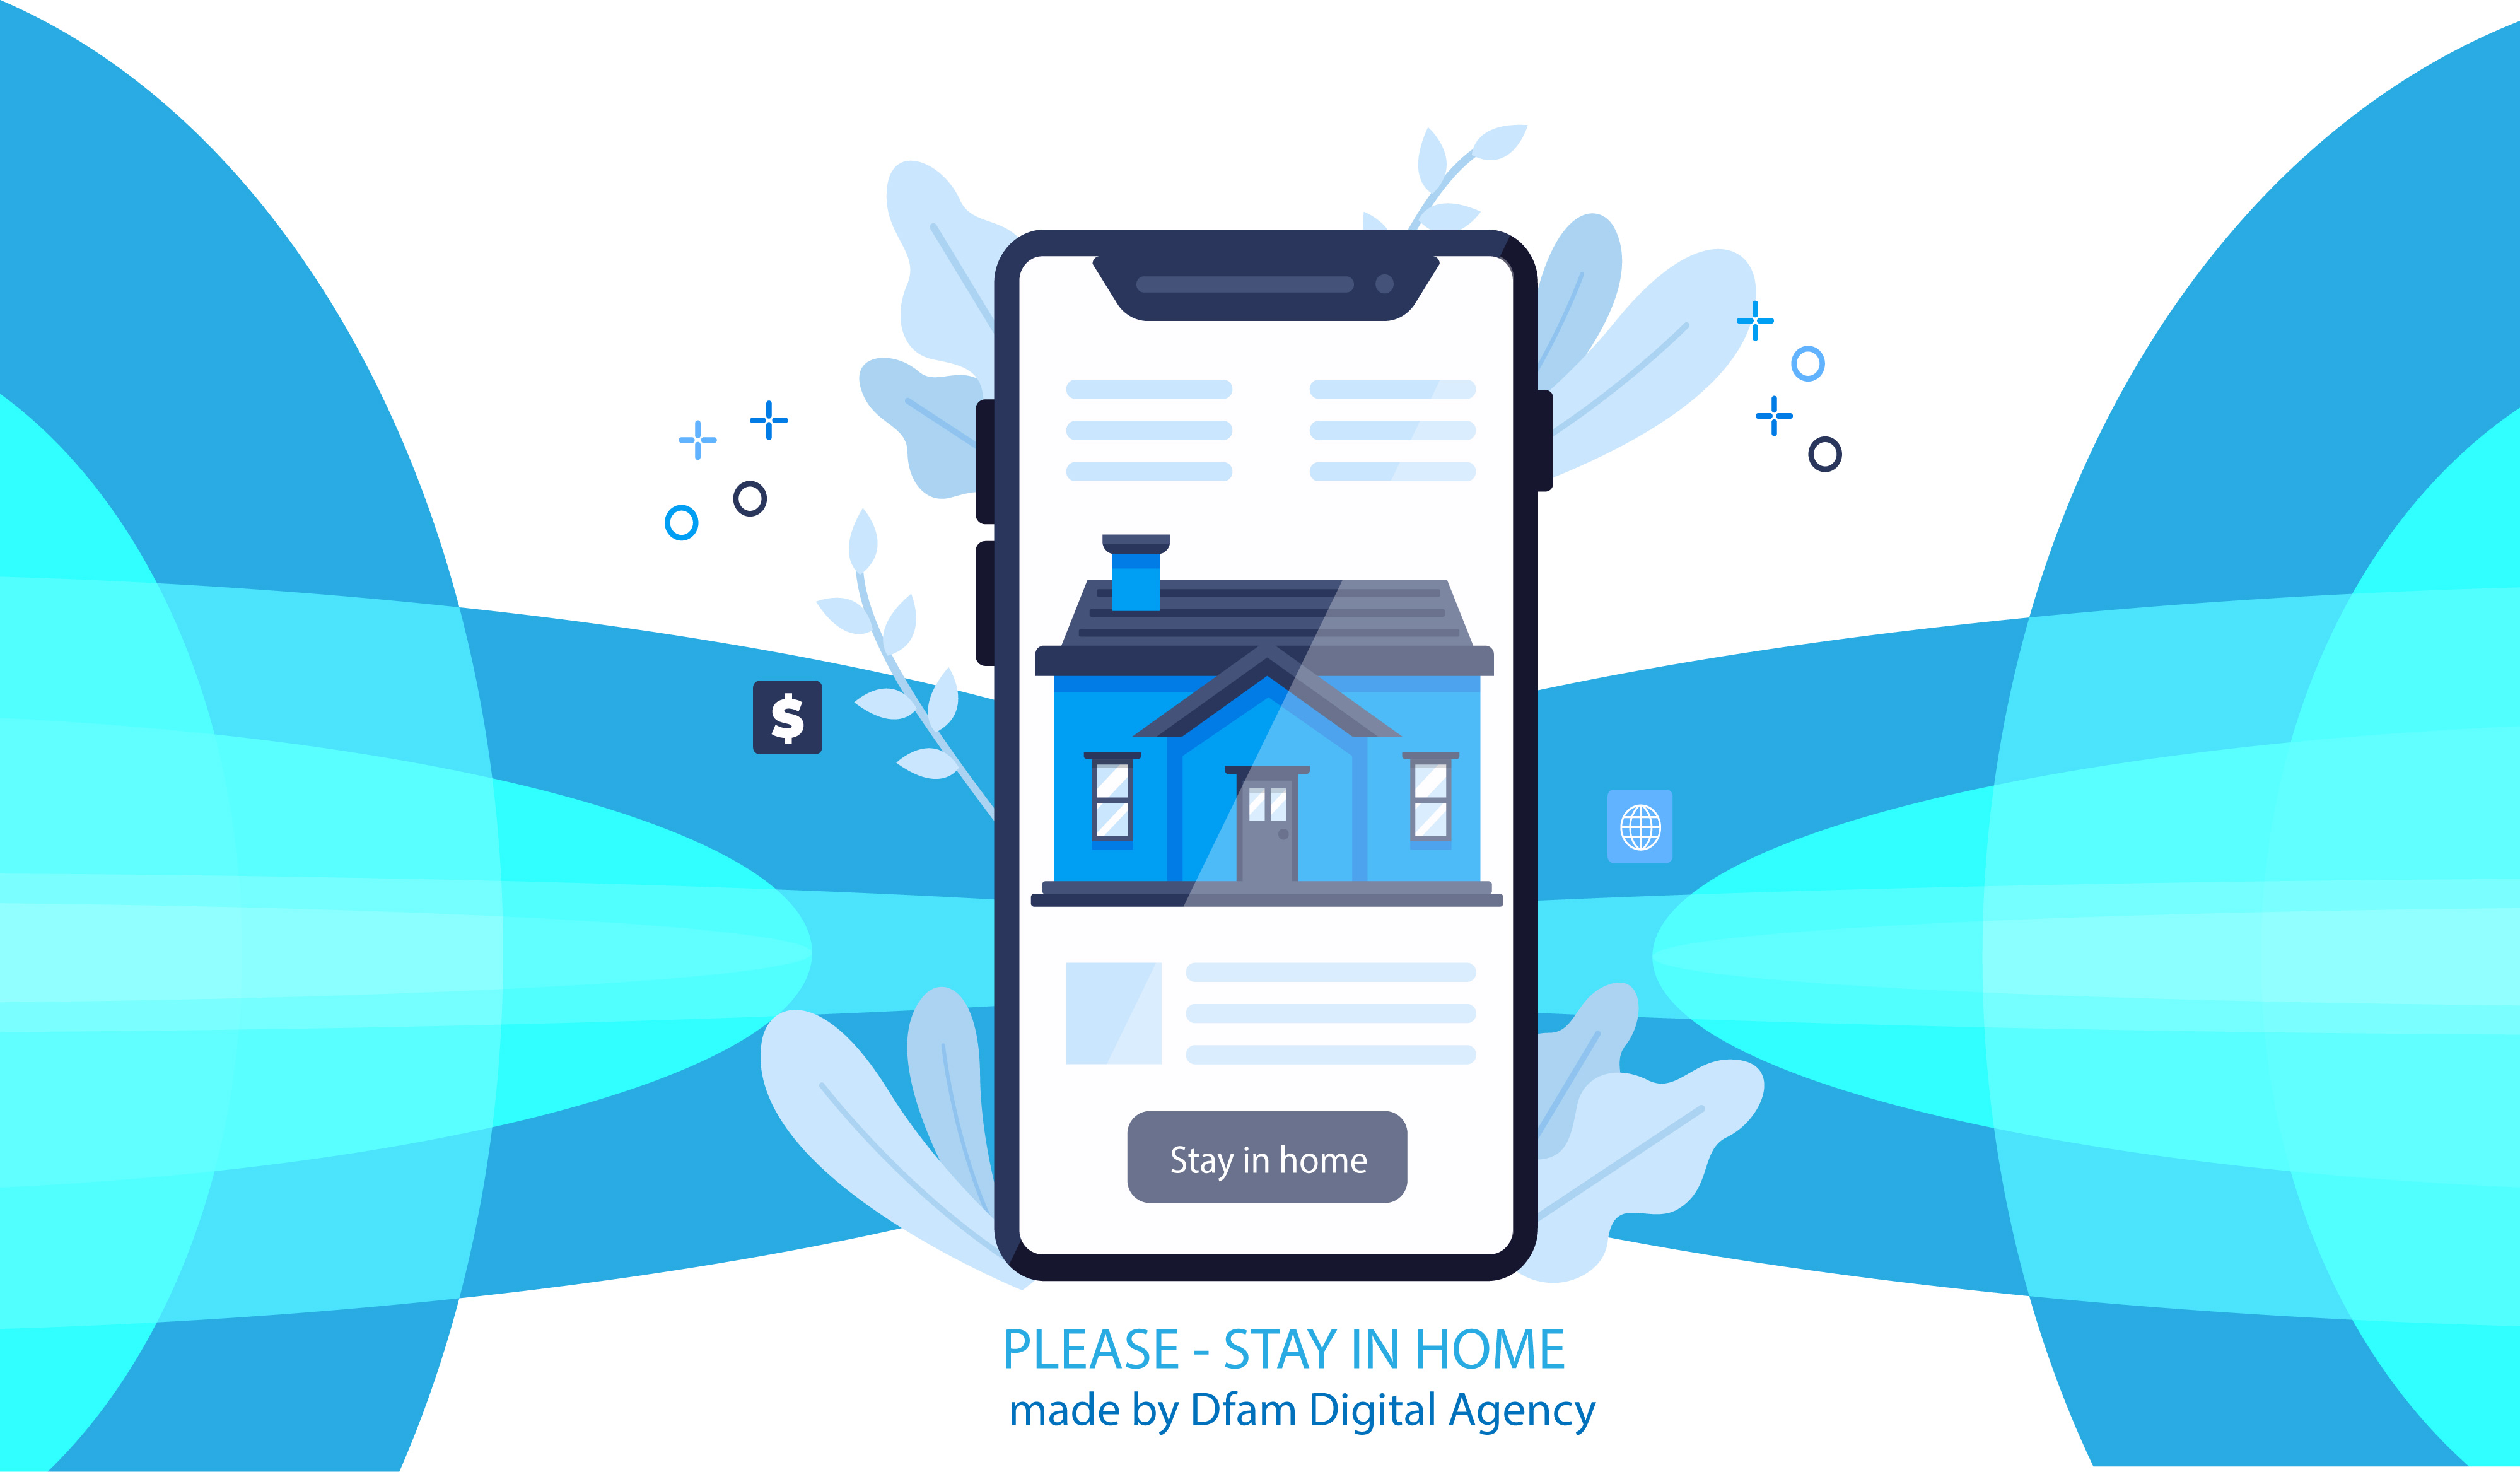 $
Stay in home
PLEASE - STAY IN HOME
made by Dfam Digital Agency